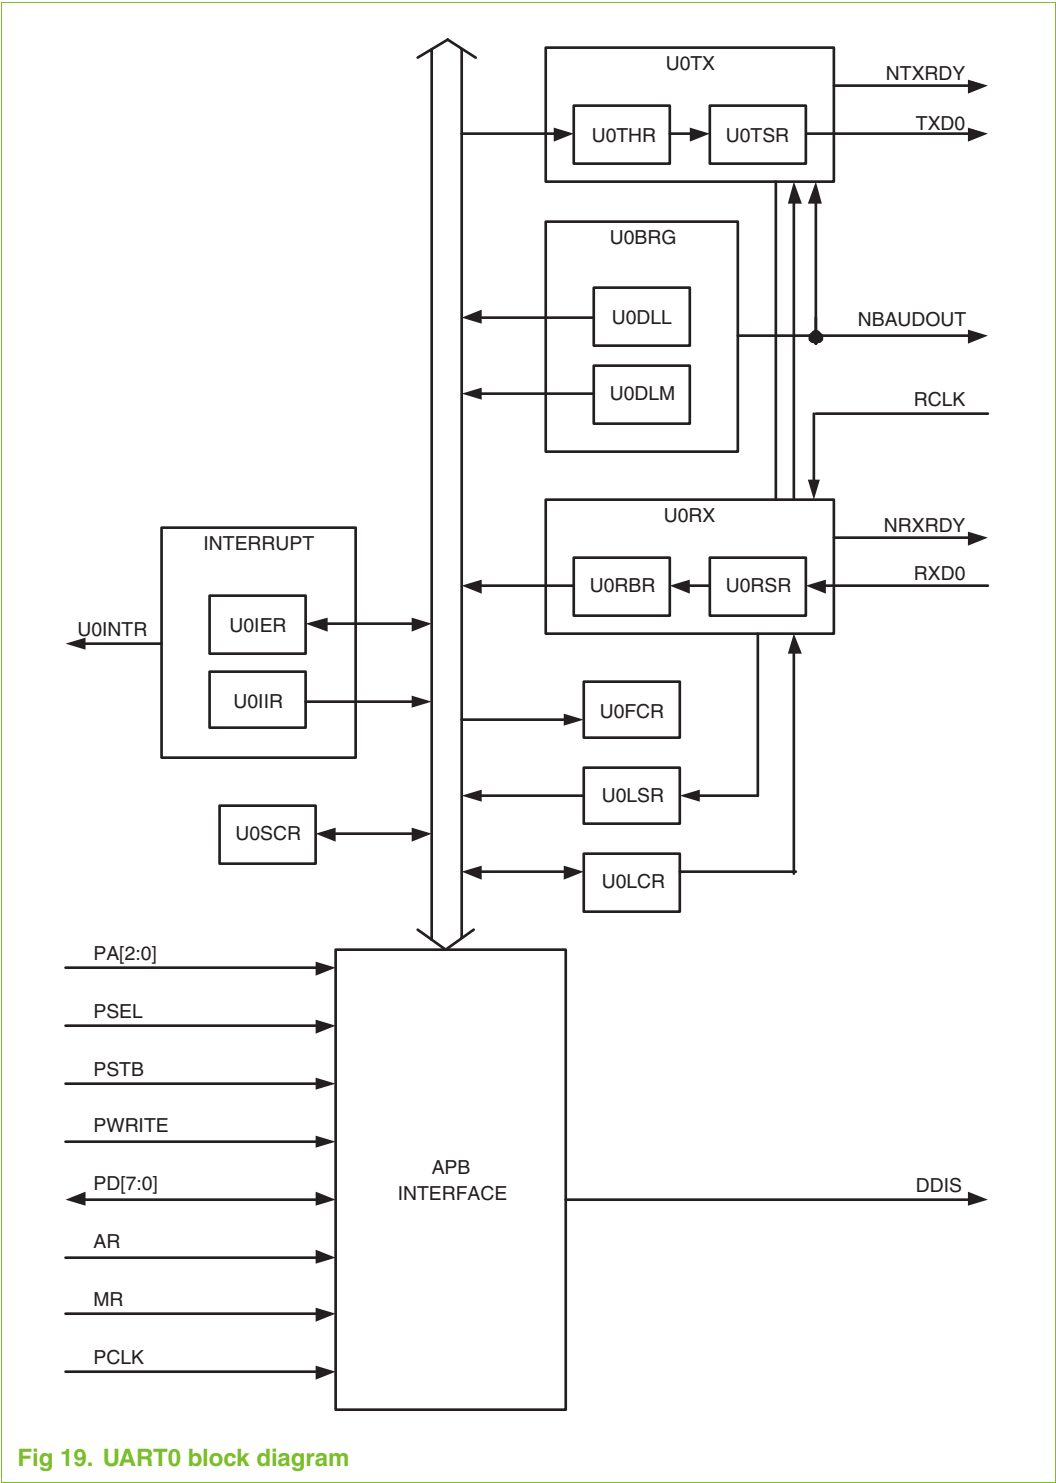 U0TX
NTXRDY
TXD0
U0THR
U0TSR
U0BRG
U0DLL
NBAUDOUT
U0DLM
RCLK
U0RX
NRXRDY
INTERRUPT
RXD0
U0RBR
U0RSR
U0INTR
U0IER
U0IIR
U0FCR
U0LSR
U0SCR
U0LCR
PA[2:0]
PSEL
PSTB
PWRITE
APB
INTERFACE
PD[7:0]
DDIS
AR
MR
PCLK
Fig 19. UART0 block diagram